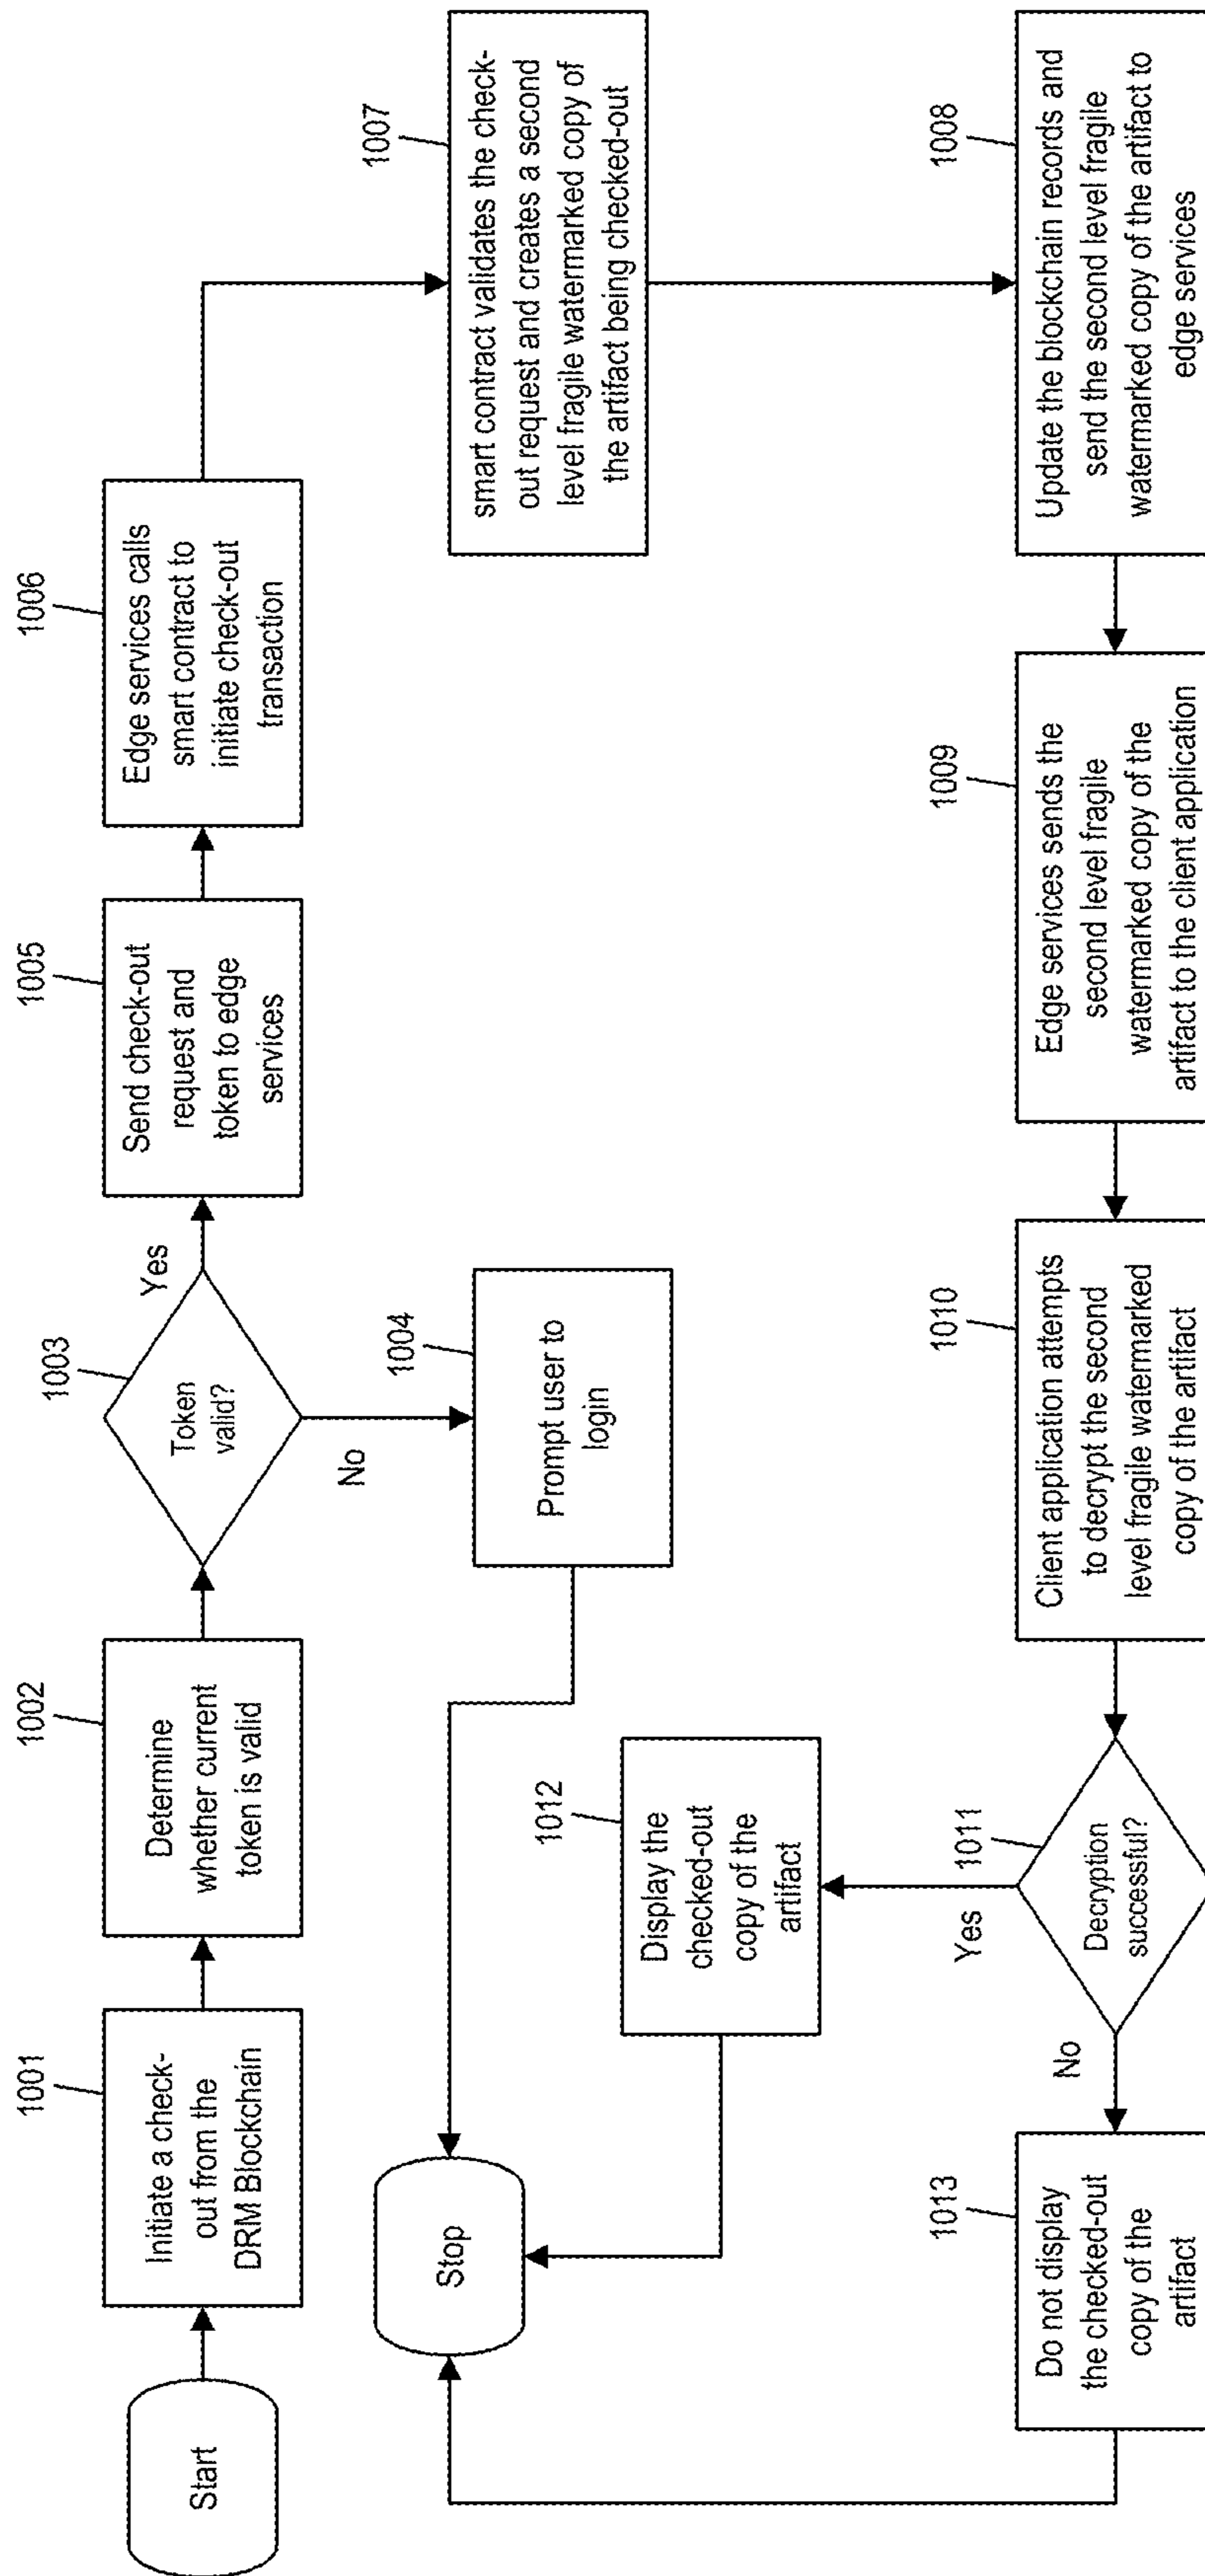 Start
1001
Initiate a check-
out from the
DRM Blockchain
1002
Determine
whether current
token is valid
1003
Token
valid?
Yes
No
1004
Prompt user to
login
1005
Send check-out
request and
token to edge
services
1006
Edge services calls
smart contract to
initiate check-out
transaction
1007
smart contract validates the check-
out request and creates a second
level fragile watermarked copy of
the artifact being checked-out
1008
Update the blockchain records and
send the second level fragile
watermarked copy of the artifact to
edge services
1009
Edge services sends the
second level fragile
watermarked copy of the
artifact to the client application
1010
Client application attempts
to decrypt the second
level fragile watermarked
copy of the artifact
1011
Decryption
successful?
Yes
No
1012
Display the
checked-out
copy of the
artifact
1013
Do not display
the checked-out
copy of the
artifact
Stop